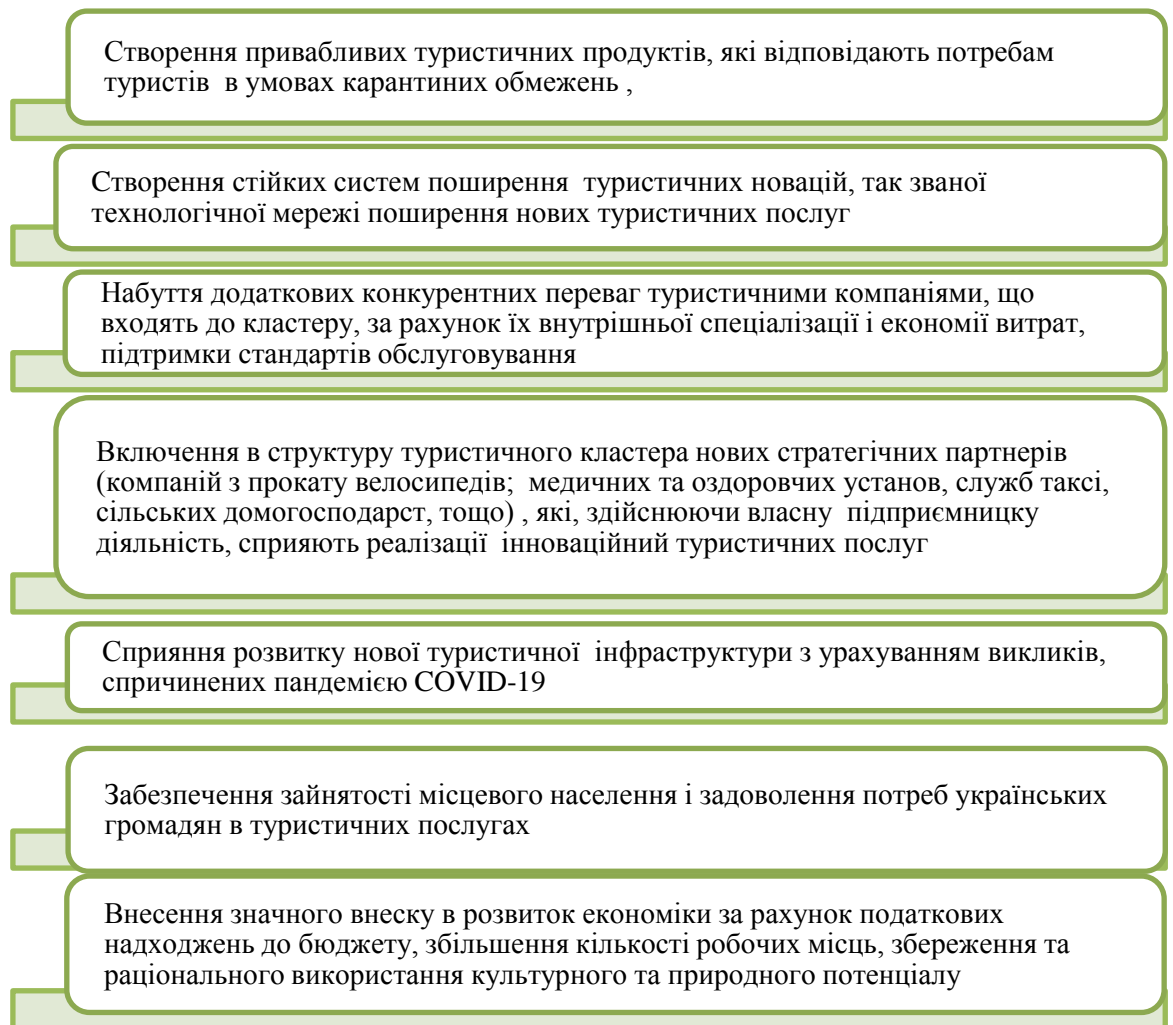 Створення привабливих туристичних продуктів, які відповідають потребам
туристів  в умовах карантиних обмежень ,
Створення стійких систем поширення  туристичних новацій, так званої
технологічної мережі поширення нових туристичних послуг
Набуття додаткових конкурентних переваг туристичними компаніями, що
входять до кластеру, за рахунок їх внутрішньої спеціалізації і економії витрат,
підтримки стандартів обслуговування
Включення в структуру туристичного кластера нових стратегічних партнерів
(компаній з прокату велосипедів;  медичних та оздоровчих установ, служб таксі,
сільських домогосподарст, тощо) , які, здійснюючи власну  підприємницку
діяльність, сприяють реалізації  інноваційний туристичних послуг
Сприяння розвитку нової туристичної  інфраструктури з урахуванням викликів,
спричинених пандемією COVID-19
Забезпечення зайнятості місцевого населення і задоволення потреб українських
громадян в туристичних послугах
Внесення значного внеску в розвиток економіки за рахунок податкових
надходжень до бюджету, збільшення кількості робочих місць, збереження та
раціонального використання культурного та природного потенціалу